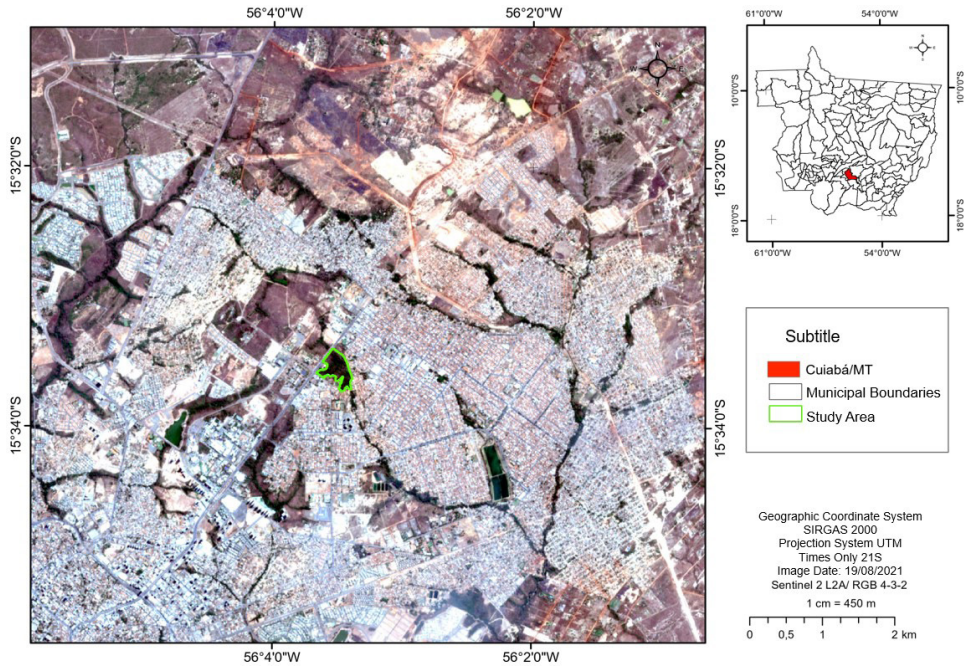 56°4'0"W 56°2'0"W
61°0'0"W 54°0'0"W
N
10°0'0"S 10°0'0"S
15°32'0"S 15°32'0"S
18°0'0"S 18°0'0"S
61°0'0"W 54°0'0"W
Subtitle
Cuiabá/MT
Municipal Boundaries
Study Area
15°34'0"S 15°34'0"S
Geographic Coordinate System
SIRGAS 2000
Projection System UTM
Times Only 21S
Image Date: 19/08/2021
Sentinel 2 L2A/ RGB 4-3-2
1 cm = 450 m
0 0,5 1 2 km
56°4'0"W 56°2'0"W